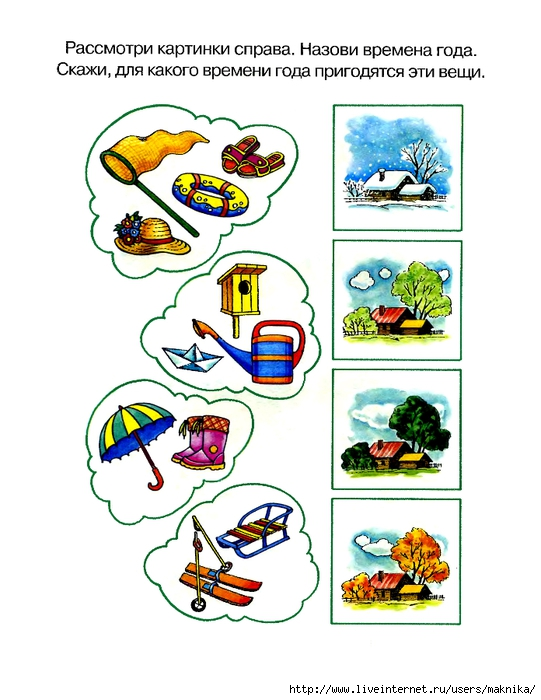 Рассмотри картинки справа. Назови времена года.
Скажи, для какого времени года пригодятся эти вещи.
http://www.liveinternet.ru/users/maknika/